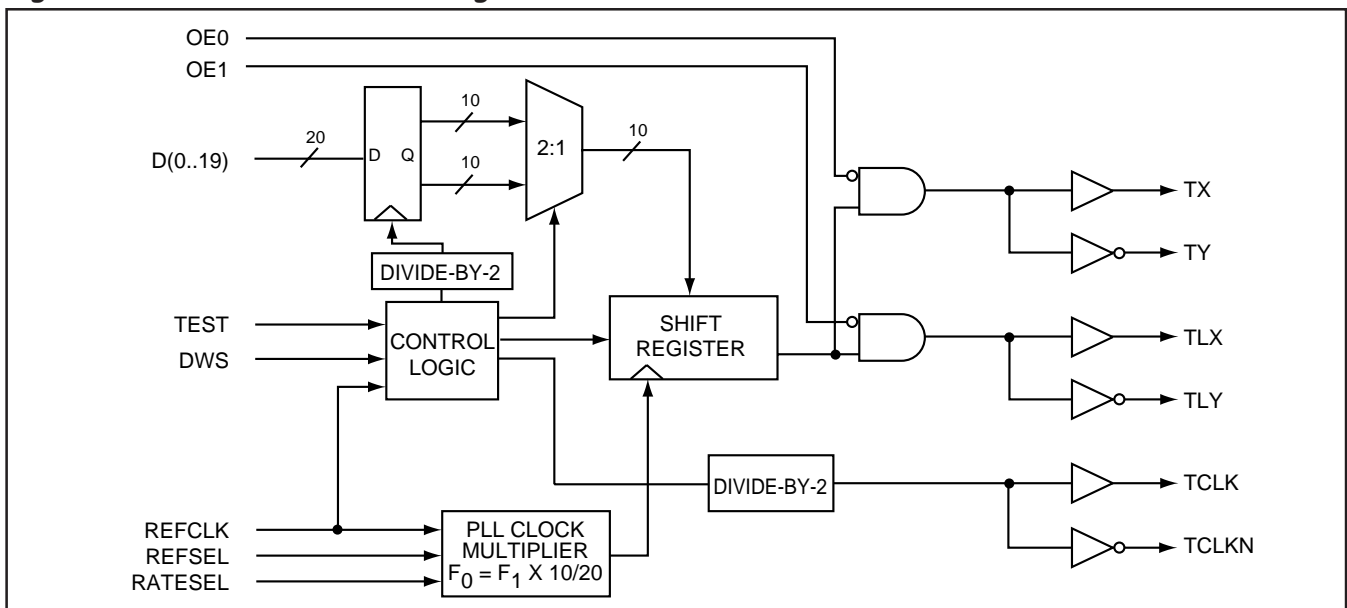 OE0
OE1
D(0..19)
20
D Q
10
10
2:1
10
DIVIDE-BY-2
TEST
DWS
CONTROL
LOGIC
SHIFT
REGISTER
REFCLK
REFSEL
RATESEL
PLL CLOCK
MULTIPLIER
F0 = F1 X 10/20
DIVIDE-BY-2
TX
TY
TLX
TLY
TCLK
TCLKN